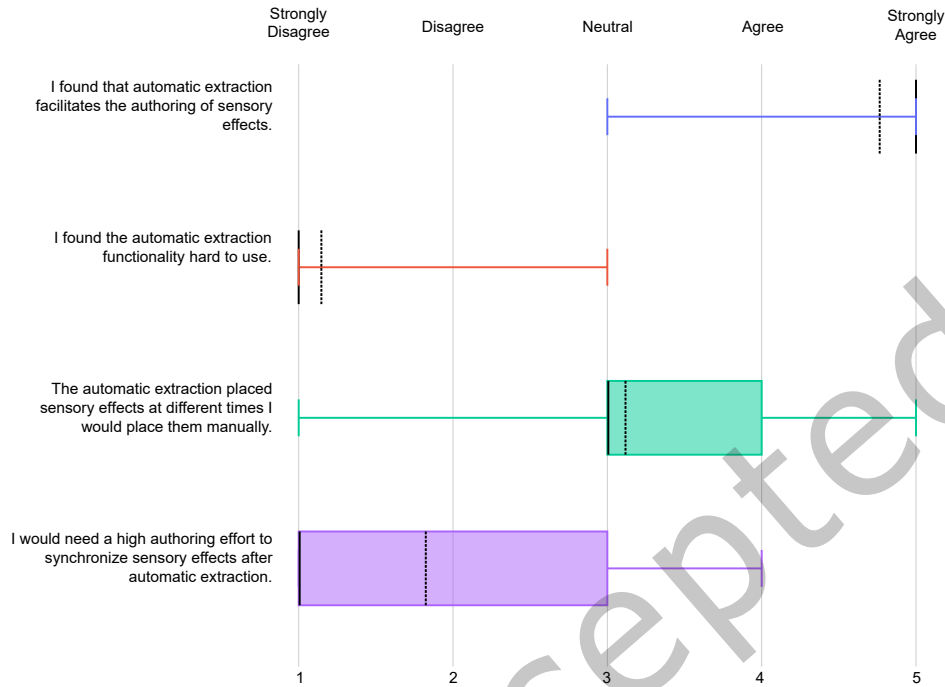 Strongly
Disagree
Disagree
Neutral
Agree
Strongly
Agree
I found that automatic extraction
facilitates the authoring of sensory
effects.
I found the automatic extraction
functionality hard to use.
The automatic extraction placed
sensory effects at different times I
would place them manually.
I would need a high authoring effort to
synchronize sensory effects after
automatic extraction.
1
2
3
4
5
cepted